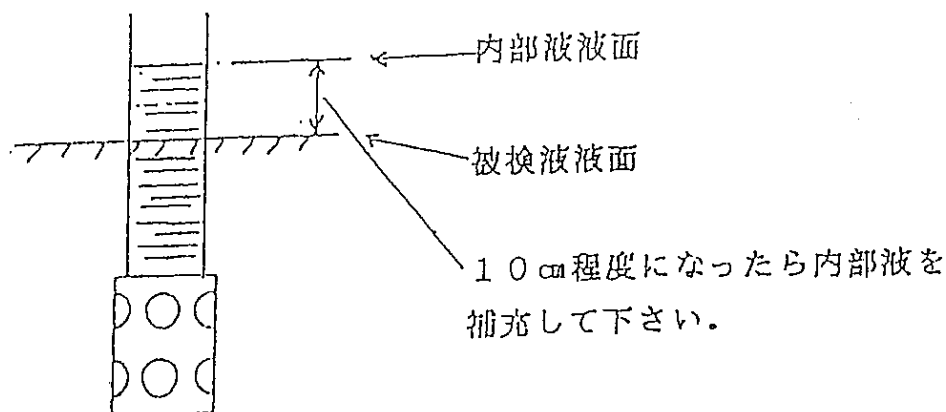 内部液液面
被検液液面
１０㎝程度になったら内部液を
補充して下さい．